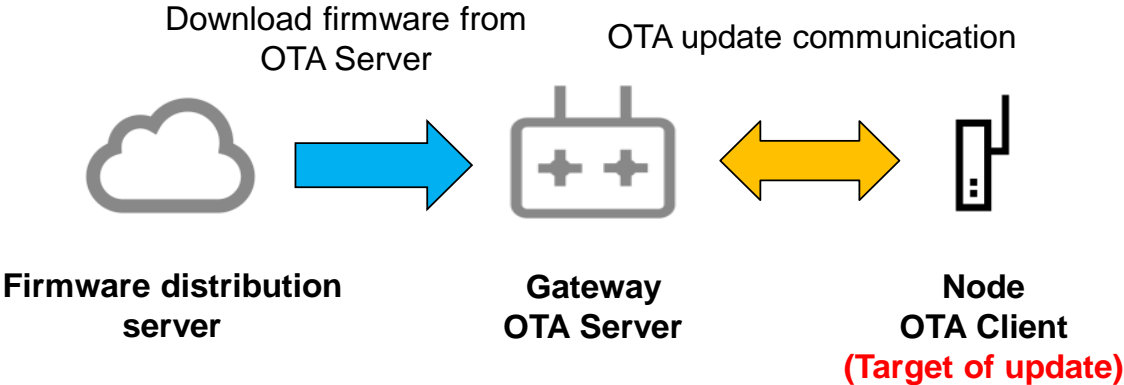 Download firmware from
OTA Server
OTA update communication
Firmware distribution
server
Gateway
OTA Server
Node
OTA Client
(Target of update)